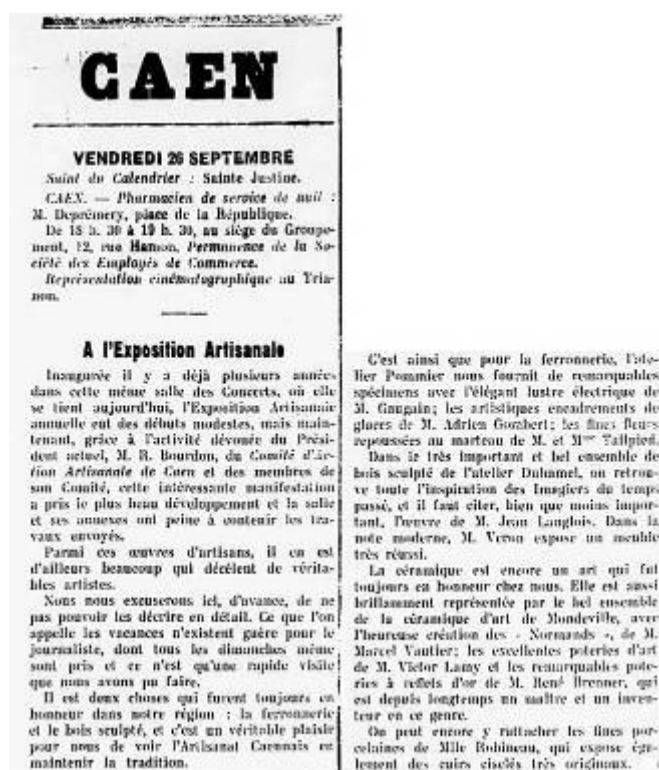 CAEN
VENDREDI 26 SEPTEMBRE
Saint du Calendrier : Sainte Justine.
CAEN. — Pharmacien de service de nuit :
M. Deprémery, place de la République.
De 18 h. 30 à 19 h. 30, au siège du Groupe-
ment, 12, rue Hamon, Permanence de la So-
ciété des Employés de Commerce.
Représentation cinématographique au Tria-
non.
A l'Exposition Artisanale
Inaugurée il y a déjà plusieurs années
dans cette même salle des Concerts, où elle
se tient aujourd'hui, l'Exposition Artisanale
annuelle eut des débuts modestes, mais main-
tenant, grâce à l'activité dévouée du Prési-
dent actuel, M. R. Bourdon, du Comité d'Ac-
tion Artisanale de Caen et des membres de
son Comité, cette intéressante manifestation
a pris le plus beau développement et la salle
et ses annexes ont peine à contenir les tra-
vaux envoyés.
Parmi ces œuvres d'artisans, il en est
d'ailleurs beaucoup qui décèlent de vérita-
bles artistes.
Nous nous excuserons ici, d'avance, de ne
pas pouvoir les décrire en détail. Ce que l'on
appelle les vacances n'existent guère pour le
journaliste, dont tous les dimanches même
sont pris et ce n'est qu'une rapide visite
que nous avons pu faire.
Il est deux choses qui furent toujours en
honneur dans notre région : la ferronnerie
et le bois sculpté, et c'est un véritable plaisir
pour nous de voir l'Artisanat Caennais en
maintenir la tradition.
C'est ainsi que pour la ferronnerie, l'ate-
lier Pommier nous fournit de remarquables
spécimens avec l'élégant lustre électrique de
M. Gaugain; les artistiques encadrements de
glaces de M. Adrien Gombert; les fines fleurs
repoussées au marteau de M. et Mme Tallpied.
Dans le très important et bel ensemble de
bois sculpté de l'atelier Duhamel, on retrou-
ve toute l'inspiration des Imagiers du temps
passé, et il faut citer, bien que moins impor-
tant, l'œuvre de M. Jean Langlois. Dans la
note moderne, M. Veron expose un meuble
très réussi.
La céramique est encore un art qui fut
toujours en honneur chez nous. Elle est aussi
brillamment représentée par le bel ensemble
de la céramique d'art de Mondeville, avec
l'heureuse création des « Normands », de M.
Marcel Vautier; les excellentes poteries d'art
de M. Victor Lamy et les remarquables pote-
ries à reflets d'or de M. René Brenner, qui
est depuis longtemps un maître et un inven-
teur en ce genre.
On peut encore y rattacher les fines por-
celaines de Mlle Robineau, qui expose éga-
lement des cuirs ciselés très originaux.